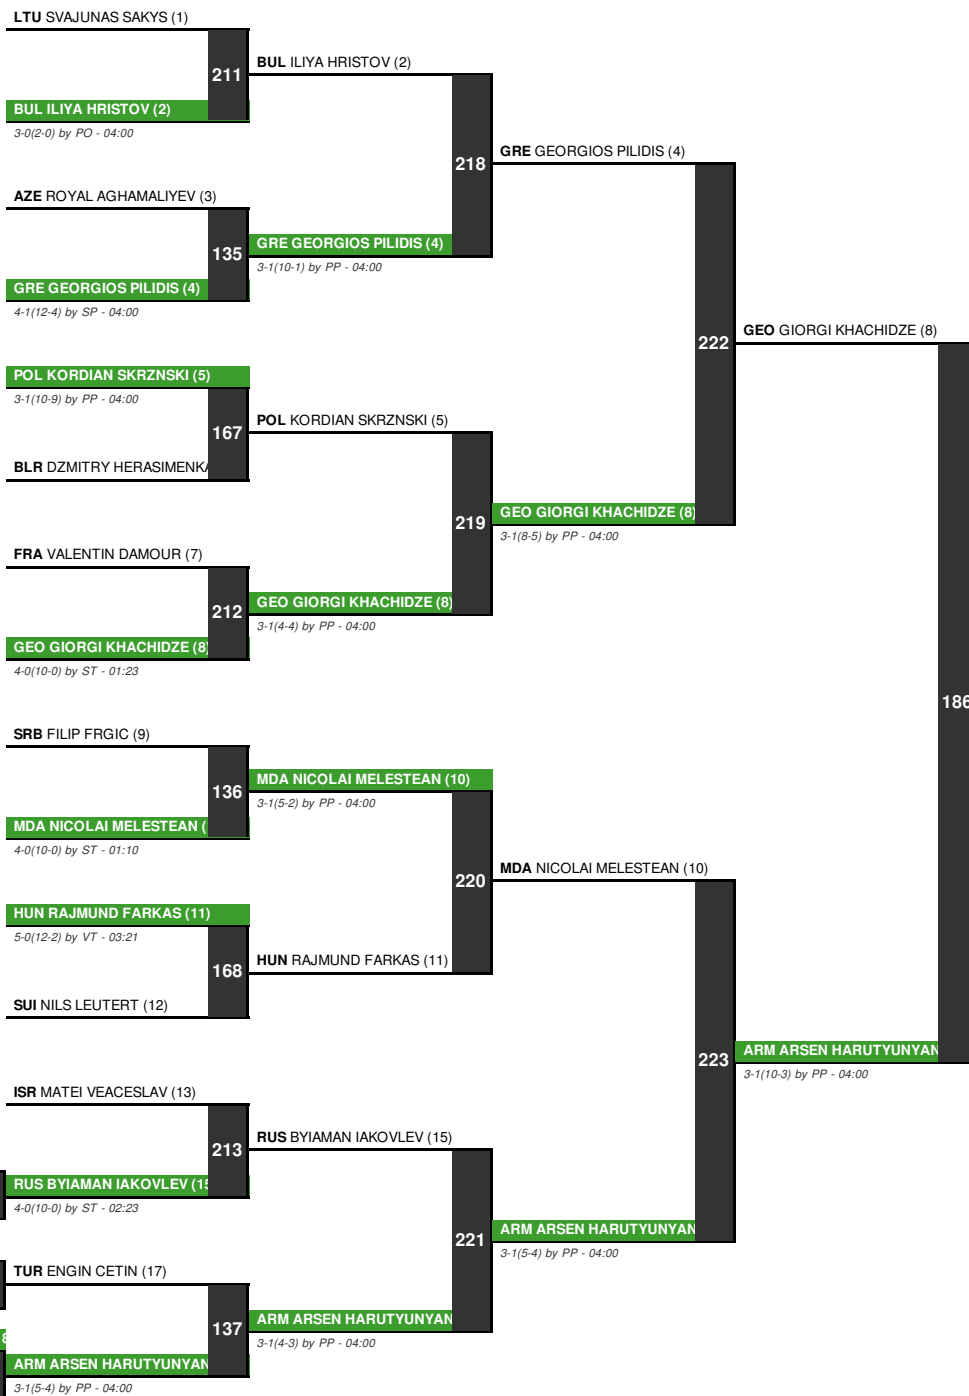 LTU SVAJUNAS SAKYS (1)
211
BUL ILIYA HRISTOV (2)
BUL ILIYA HRISTOV (2)
3-0(2-0) by PO - 04:00
218
GRE GEORGIOS PILIDIS (4)
AZE ROYAL AGHAMALIYEV (3)
135
GRE GEORGIOS PILIDIS (4)
3-1(10-1) by PP - 04:00
GRE GEORGIOS PILIDIS (4)
4-1(12-4) by SP - 04:00
222
GEO GIORGI KHACHIDZE (8)
POL KORDIAN SKRZNSKI (5)
3-1(10-9) by PP - 04:00
167
POL KORDIAN SKRZNSKI (5)
BLR DZMITRY HERASIMENKA
219
GEO GIORGI KHACHIDZE (8)
3-1(8-5) by PP - 04:00
FRA VALENTIN DAMOUR (7)
212
GEO GIORGI KHACHIDZE (8)
3-1(4-4) by PP - 04:00
GEO GIORGI KHACHIDZE (8)
4-0(10-0) by ST - 01:23
186
SRB FILIP FRGIC (9)
136
MDA NICOLAI MELESTEAN (10)
3-1(5-2) by PP - 04:00
MDA NICOLAI MELESTEAN (
4-0(10-0) by ST - 01:10
220
MDA NICOLAI MELESTEAN (10)
HUN RAJMUND FARKAS (11)
5-0(12-2) by VT - 03:21
168
HUN RAJMUND FARKAS (11)
SUI NILS LEUTERT (12)
223
ARM ARSEN HARUTYUNYAN
3-1(10-3) by PP - 04:00
ISR MATEI VEACESLAV (13)
213
RUS BYIAMAN IAKOVLEV (15)
RUS BYIAMAN IAKOVLEV (15
4-0(10-0) by ST - 02:23
221
ARM ARSEN HARUTYUNYAN
3-1(5-4) by PP - 04:00
TUR ENGIN CETIN (17)
137
ARM ARSEN HARUTYUNYAN
3-1(4-3) by PP - 04:00
ARM ARSEN HARUTYUNYAN
3-1(5-4) by PP - 04:00